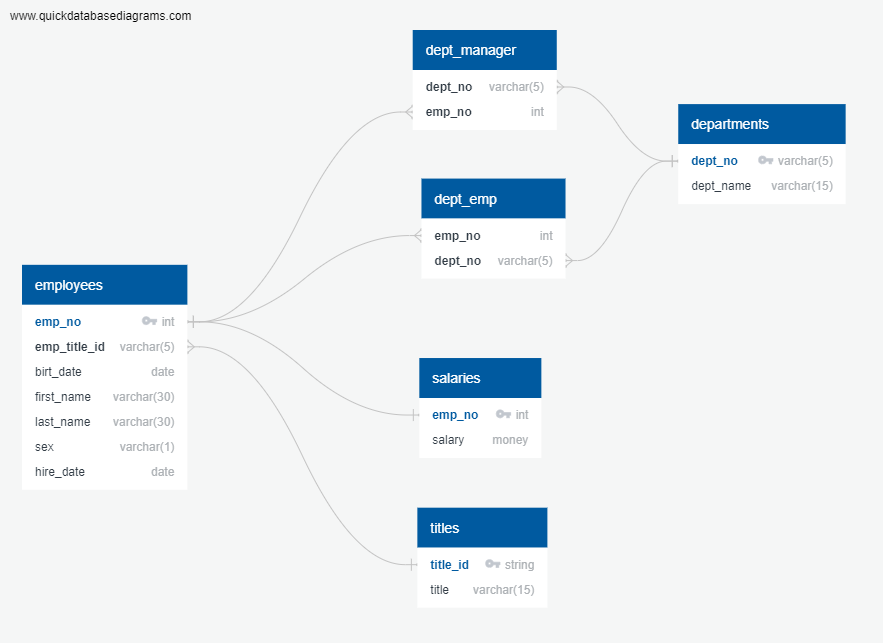 www.quickdatabasediagrams.com
dept_manager
dept_no varchar(5)
emp_no int
departments
dept_no varchar(5)
dept_name varchar(15)
dept_emp
emp_no int
dept_no varchar(5)
employees
emp_no int
emp_title_id varchar(5)
birt_date date
first_name varchar(30)
last_name varchar(30)
sex varchar(1)
hire_date date
salaries
emp_no int
salary money
titles
title_id string
title varchar(15)